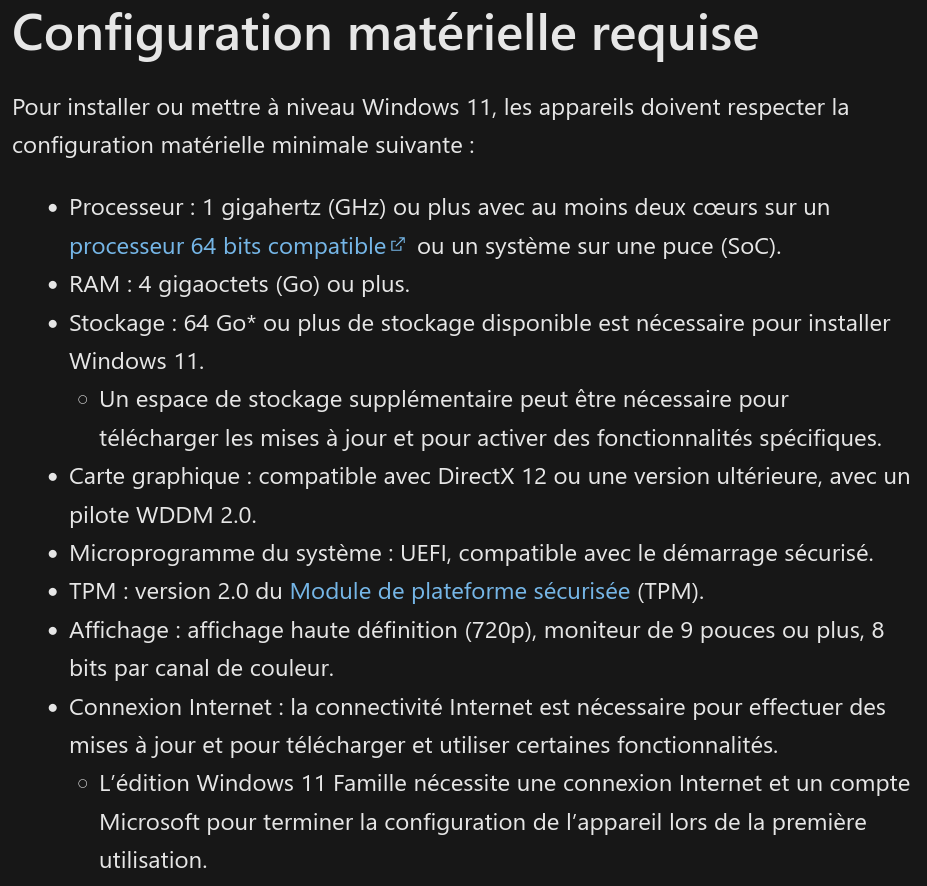 Configuration matérielle requise
Pour installer ou mettre à niveau Windows 11, les appareils doivent respecter la
configuration matérielle minimale suivante :
• Processeur : 1 gigahertz (GHz) ou plus avec au moins deux cœurs sur un
processeur 64 bits compatible ou un système sur une puce (SoC).
• RAM : 4 gigaoctets (Go) ou plus.
• Stockage : 64 Go* ou plus de stockage disponible est nécessaire pour installer
Windows 11.
◦ Un espace de stockage supplémentaire peut être nécessaire pour
télécharger les mises à jour et pour activer des fonctionnalités spécifiques.
• Carte graphique : compatible avec DirectX 12 ou une version ultérieure, avec un
pilote WDDM 2.0.
• Microprogramme du système : UEFI, compatible avec le démarrage sécurisé.
• TPM : version 2.0 du Module de plateforme sécurisée (TPM).
• Affichage : affichage haute définition (720p), moniteur de 9 pouces ou plus, 8
bits par canal de couleur.
• Connexion Internet : la connectivité Internet est nécessaire pour effectuer des
mises à jour et pour télécharger et utiliser certaines fonctionnalités.
◦ L’édition Windows 11 Famille nécessite une connexion Internet et un compte
Microsoft pour terminer la configuration de l’appareil lors de la première
utilisation.